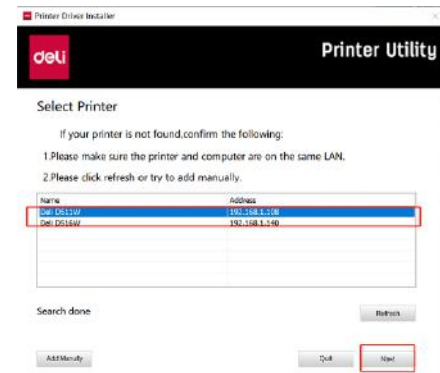 Printer Driver Installer
deli
Printer Utility
Select Printer
If your printer is not found,confirm the following:
1.Please make sure the printer and computer are on the same LAN.
2.Please click refresh or try to add manually.
Name Address
Deli D511W 192.168.1.108
Deli D516W 192.168.1.140
Search done
Refresh
Add Manually
Quit
Next